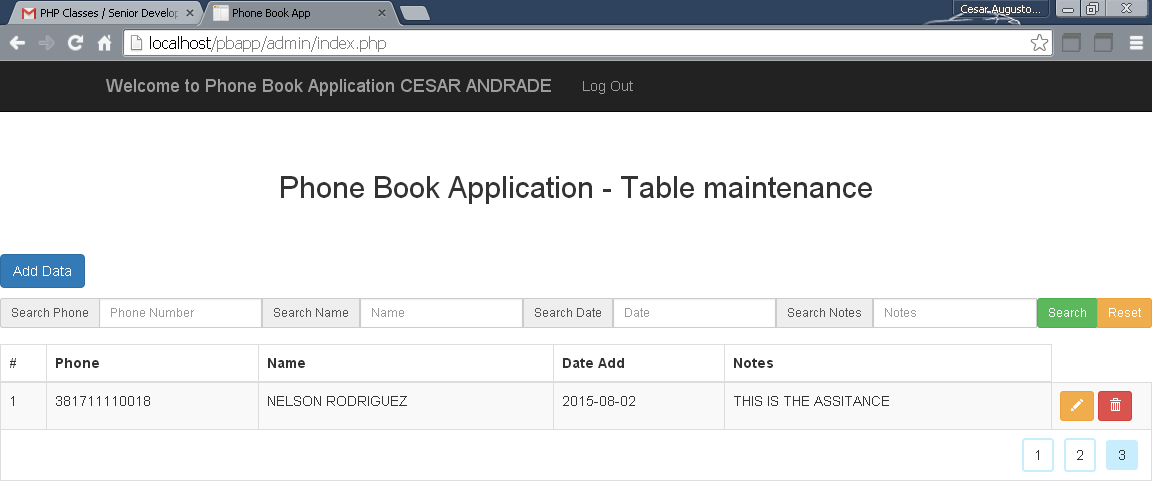 PHP Classes / Senior Develop
Phone Book App
Cesar Augusto...
localhost/pbapp/admin/index.php
Welcome to Phone Book Application CESAR ANDRADE Log Out
Phone Book Application - Table maintenance
Add Data
Search Phone Phone Number Search Name Name Search Date Date Search Notes Notes Search Reset
# Phone Name Date Add Notes
1 381711110018 NELSON RODRIGUEZ 2015-08-02 THIS IS THE ASSITANCE
1 2 3